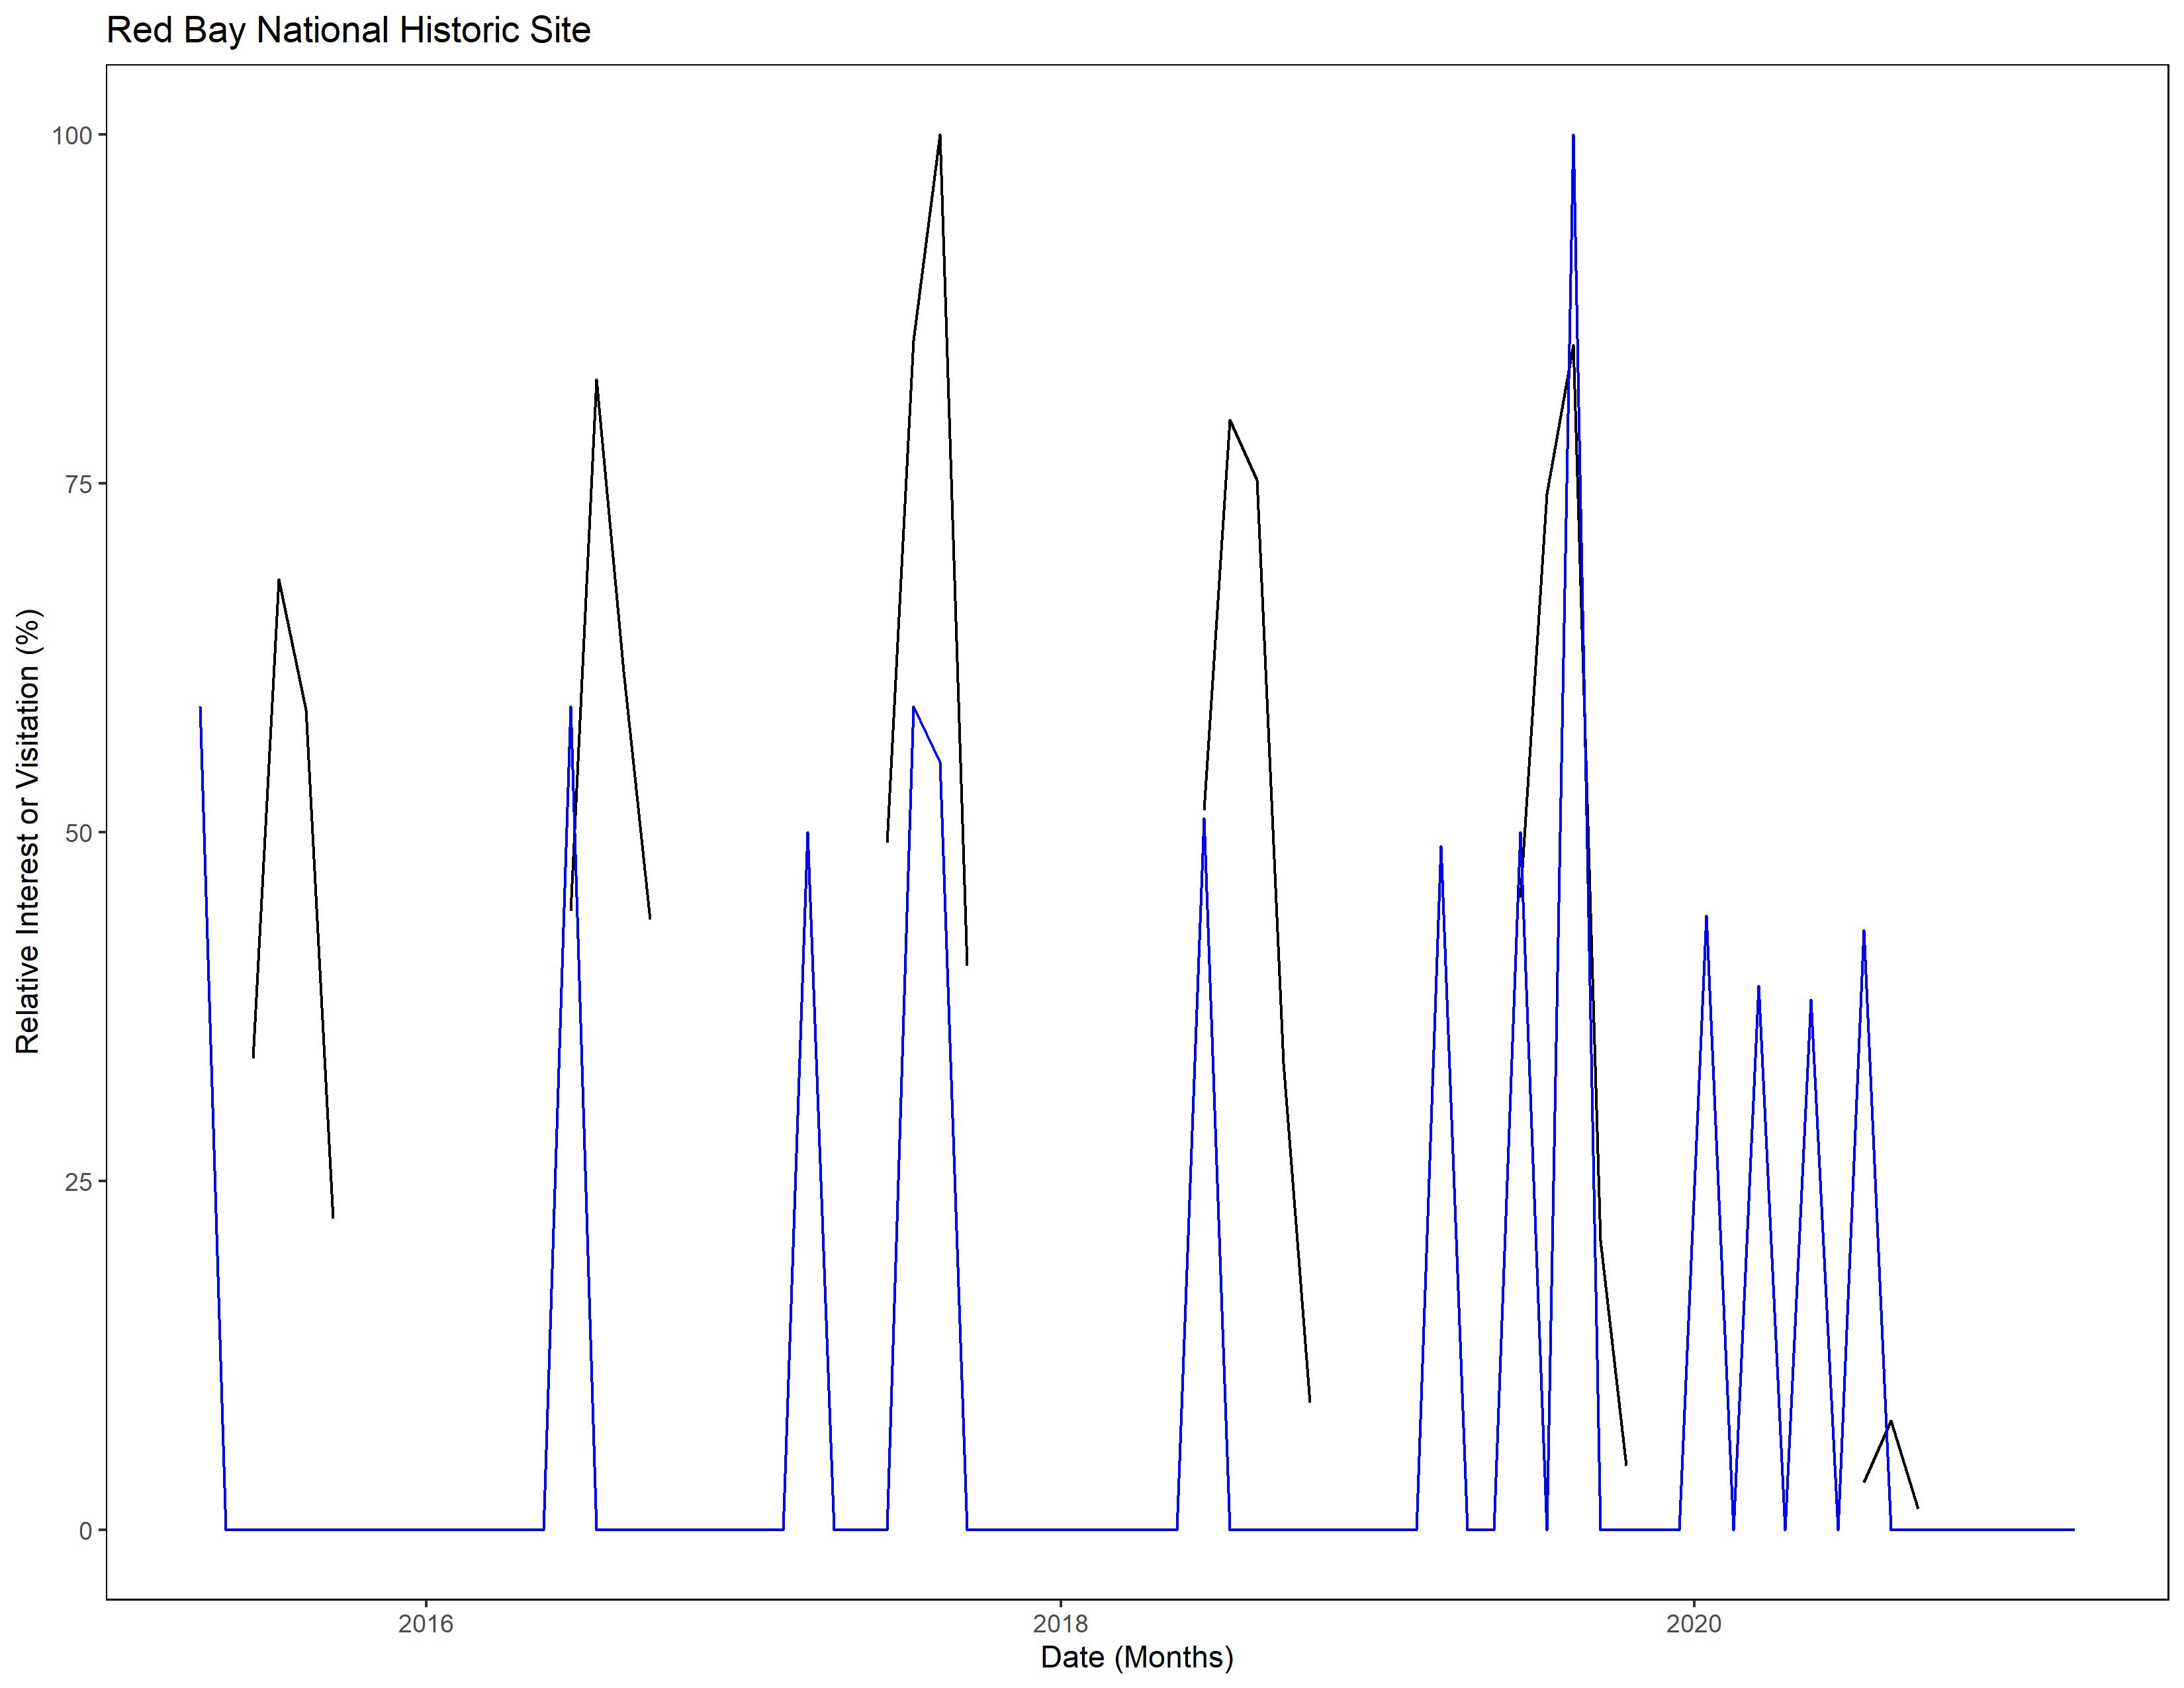 Red Bay National Historic Site
Relative Interest or Visitation (%)
100
75
50
25
0
2016 2018 2020
Date (Months)